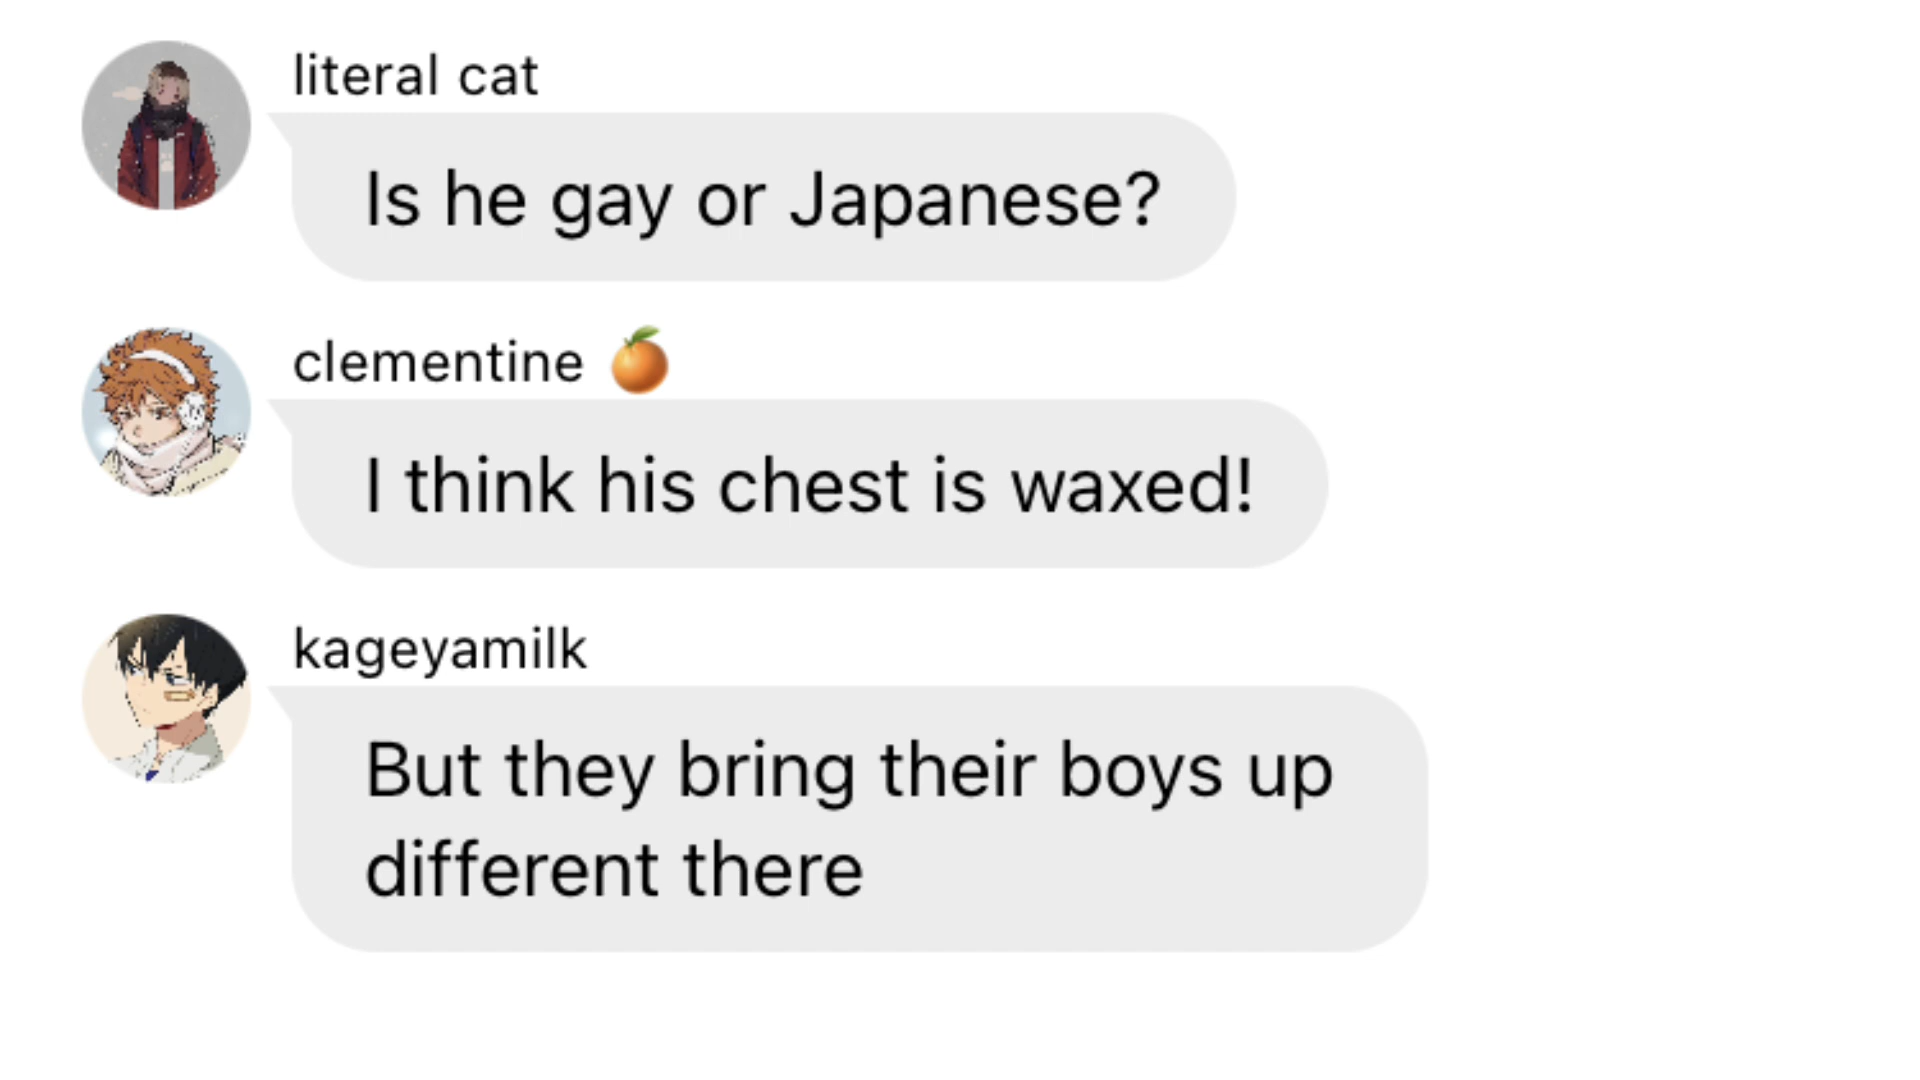 literal cat
Is he gay or Japanese?
clementine 🍊
I think his chest is waxed!
kageyamilk
But they bring their boys up
different there